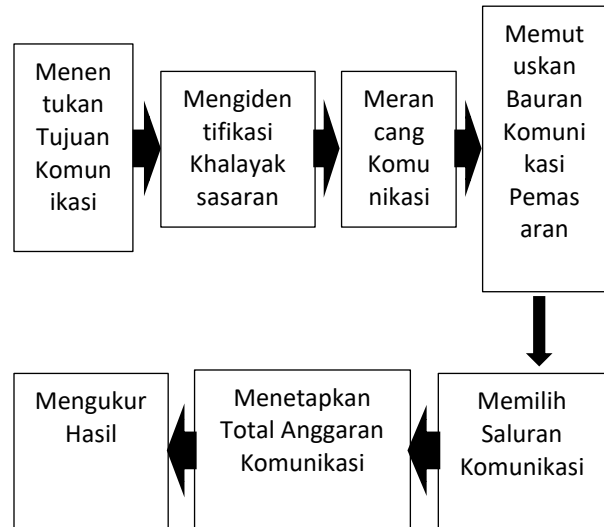 Menen
tukan
Tujuan
Komun
ikasi
Mengiden
tifikasi
Khalayak
sasaran
Meran
cang
Komu
nikasi
Memut
uskan
Bauran
Komuni
kasi
Pemas
aran
Memilih
Saluran
Komunikasi
Menetapkan
Total Anggaran
Komunikasi
Mengukur
Hasil